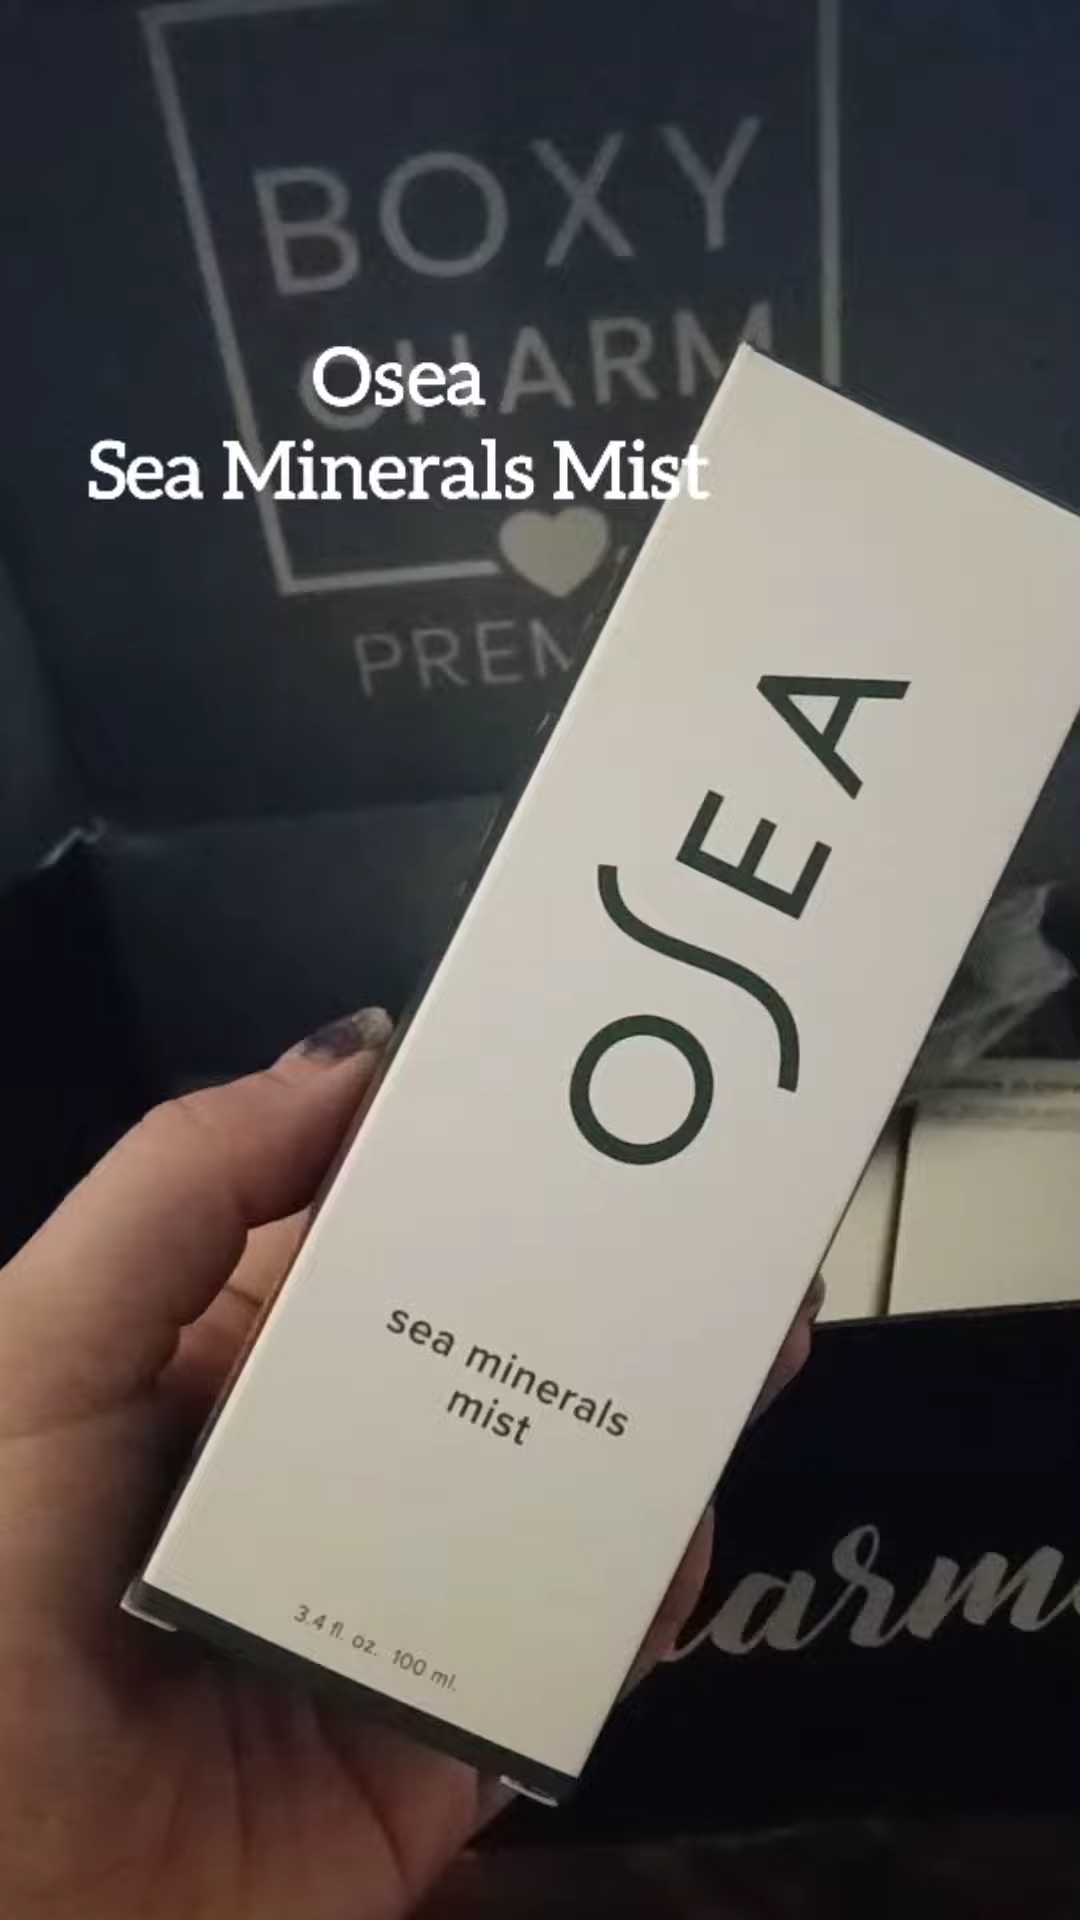 BOXY
CHARM
Osea
Sea Minerals Mist
PREM
OSEA
sea minerals
mist
3.4 fl. oz. 100 ml.
arm